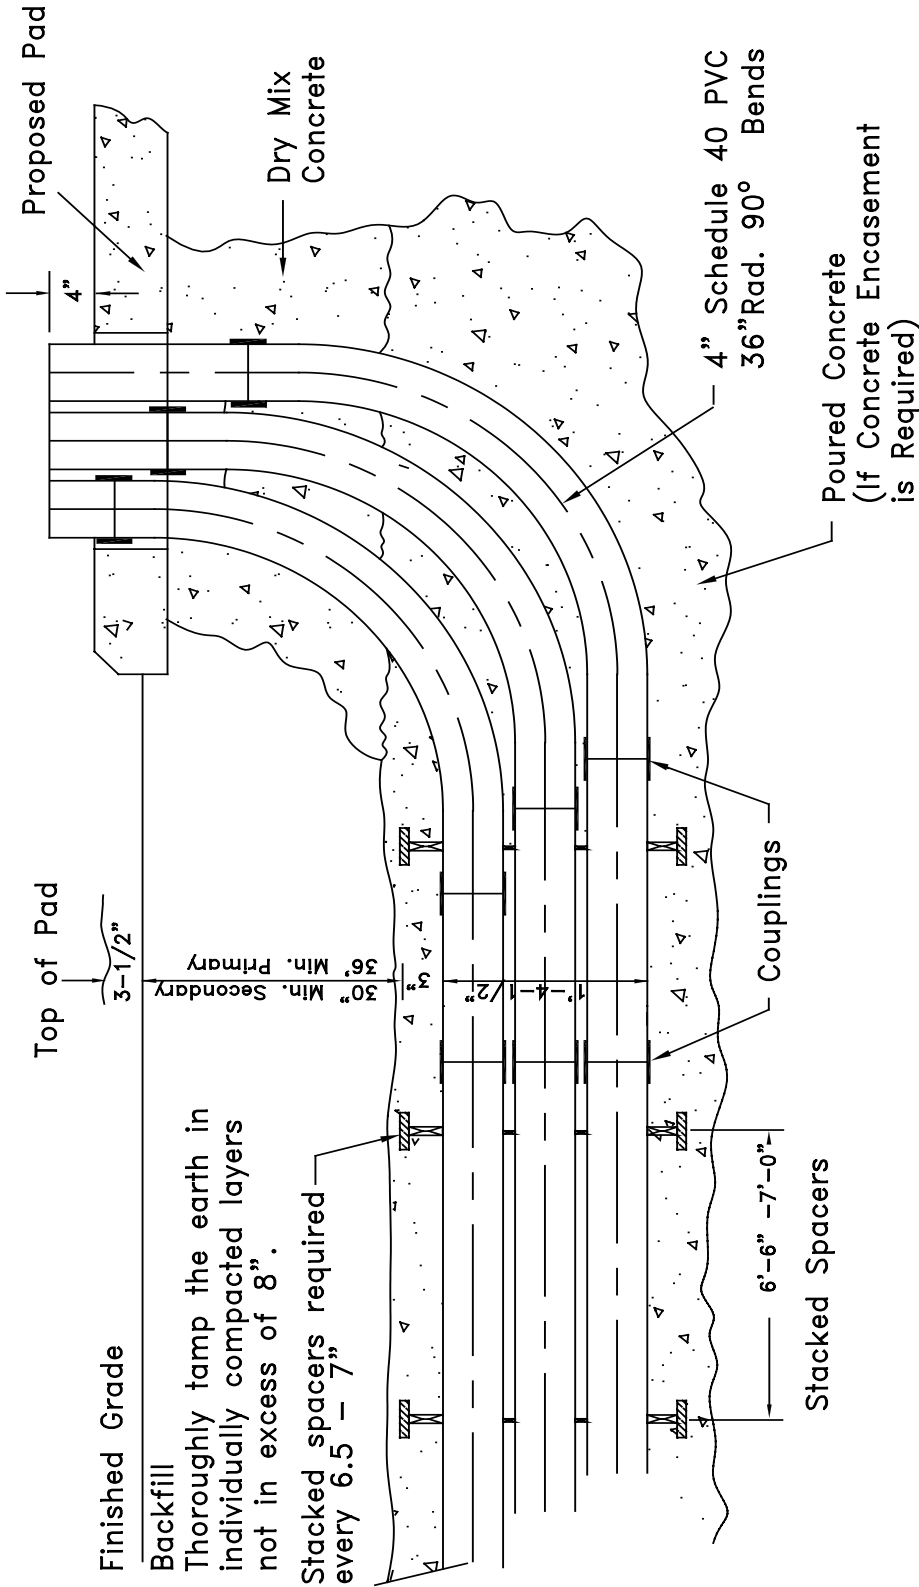 Finished Grade
Backfill
Thoroughly tamp the earth in
individually compacted layers
not in excess of 8".
Stacked spacers required
every 6.5 – 7"
Top of Pad
3-1/2"
30" Min. Secondary
36' Min. Primary
3"
1'-4-1/2"
4"
Proposed Pad
Dry Mix
Concrete
4" Schedule 40 PVC
36"Rad. 90° Bends
Poured Concrete
(If Concrete Encasement
is Required)
Couplings
6'-6" -7'-0"
Stacked Spacers